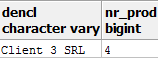 dencl nr_prod
character vary bigint
Client 3 SRL 4